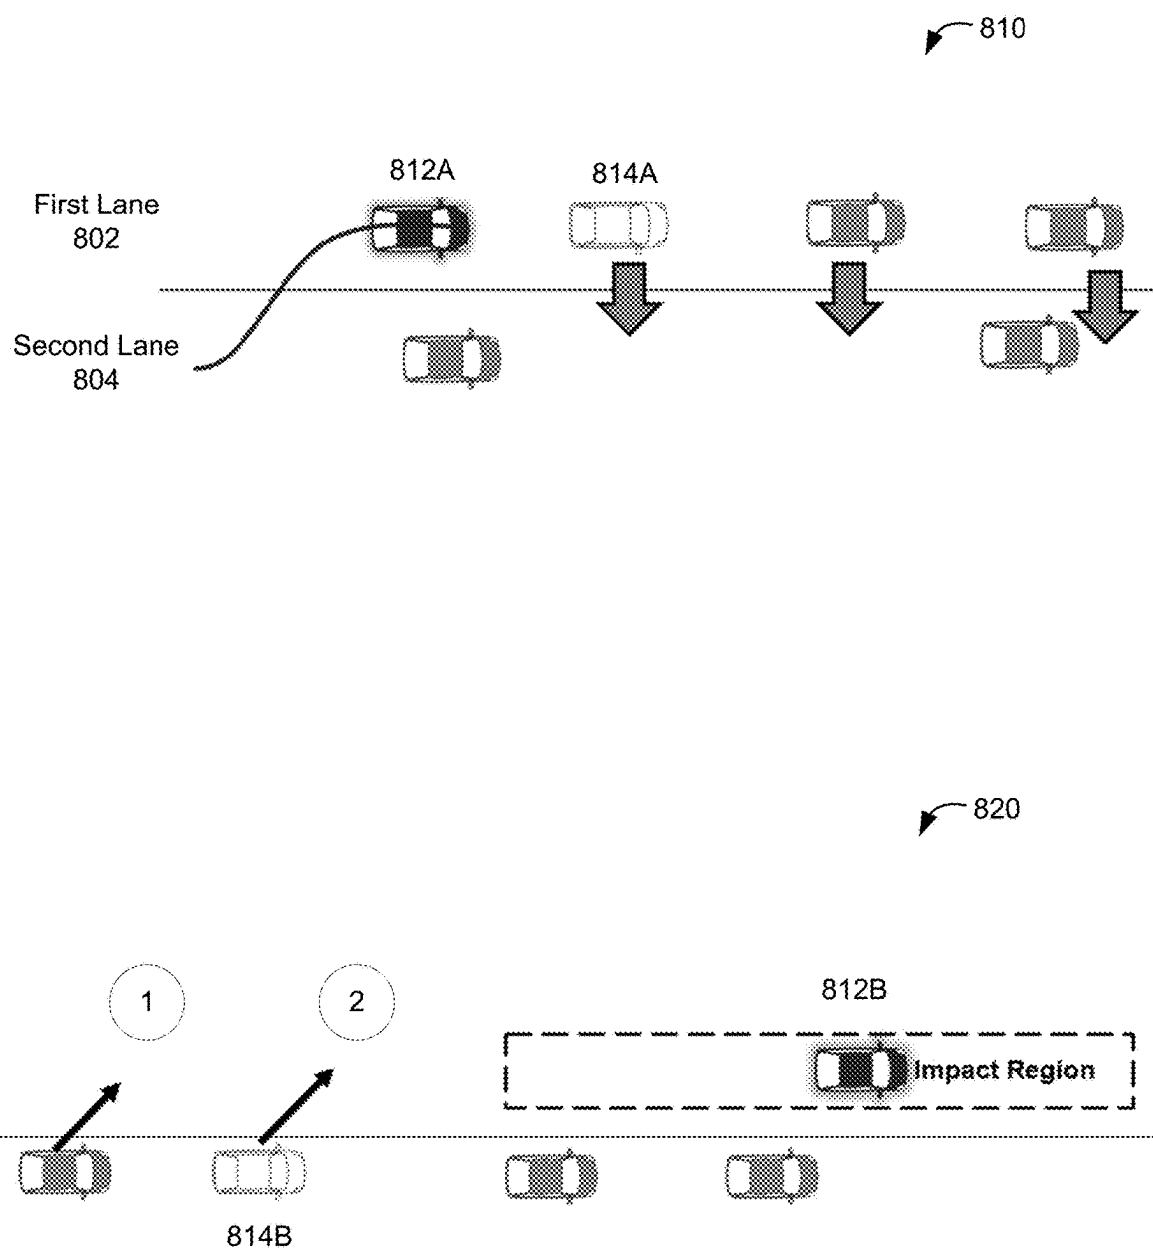 810
812A
814A
First Lane
802
Second Lane
804
820
1
2
812B
Impact Region
814B